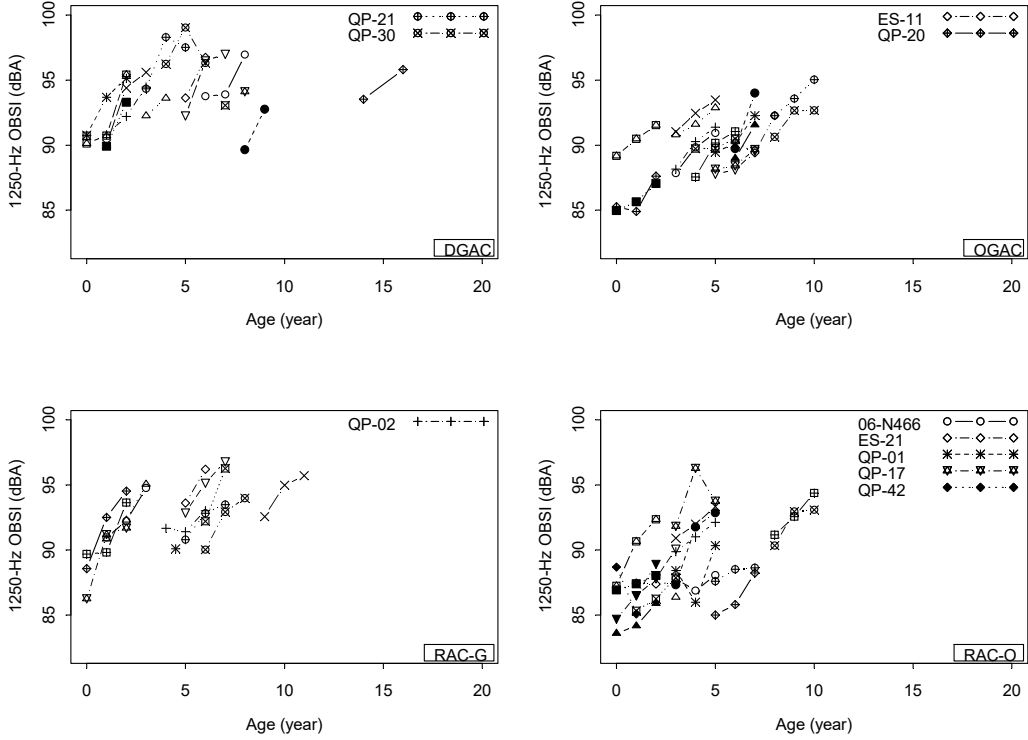 1250-Hz OBSI (dBA)
100
95
90
85
QP-21
QP-30
DGAC
0 5 10 15 20
Age (year)
1250-Hz OBSI (dBA)
100
95
90
85
ES-11
QP-20
OGAC
0 5 10 15 20
Age (year)
1250-Hz OBSI (dBA)
100
95
90
85
QP-02
RAC-G
0 5 10 15 20
Age (year)
1250-Hz OBSI (dBA)
100
95
90
85
06-N466
ES-21
QP-01
QP-17
QP-42
RAC-O
0 5 10 15 20
Age (year)